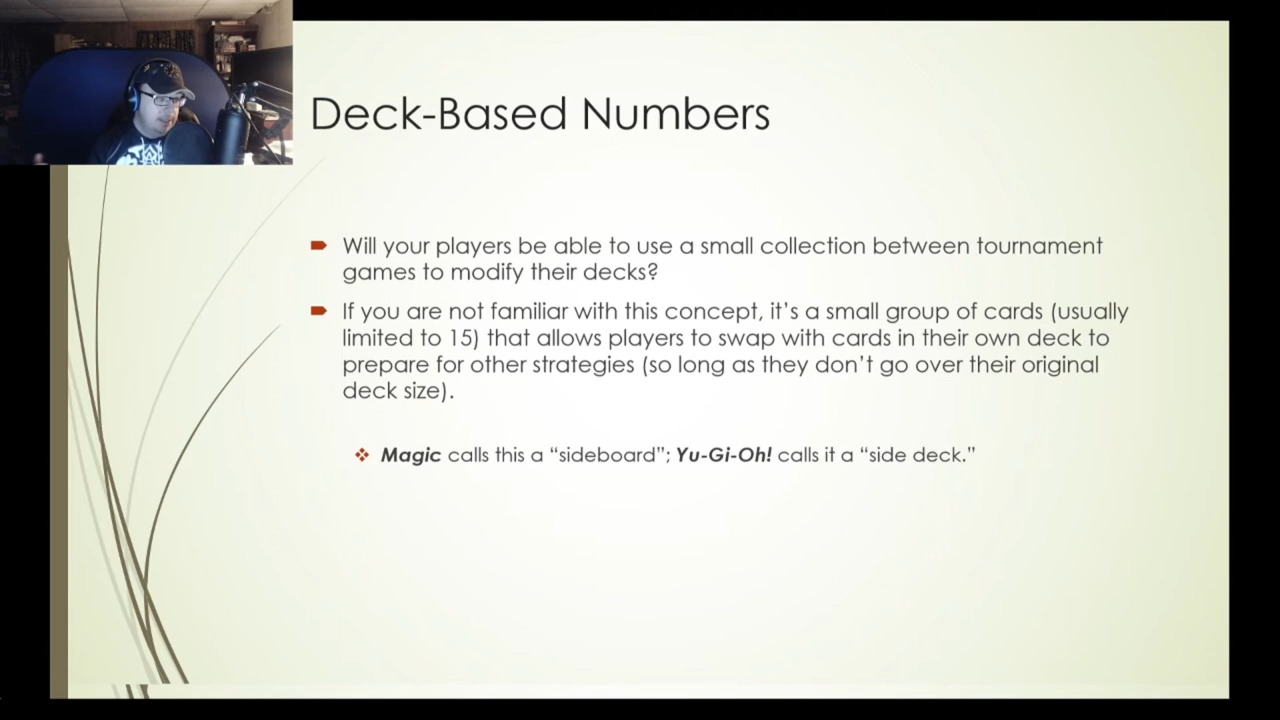 Deck-Based Numbers
Will your players be able to use a small collection between tournament
games to modify their decks?
If you are not familiar with this concept, it's a small group of cards (usually
limited to 15) that allows players to swap with cards in their own deck to
prepare for other strategies (so long as they don't go over their original
deck size).
Magic calls this a “sideboard”; Yu-Gi-Oh! calls it a “side deck.”